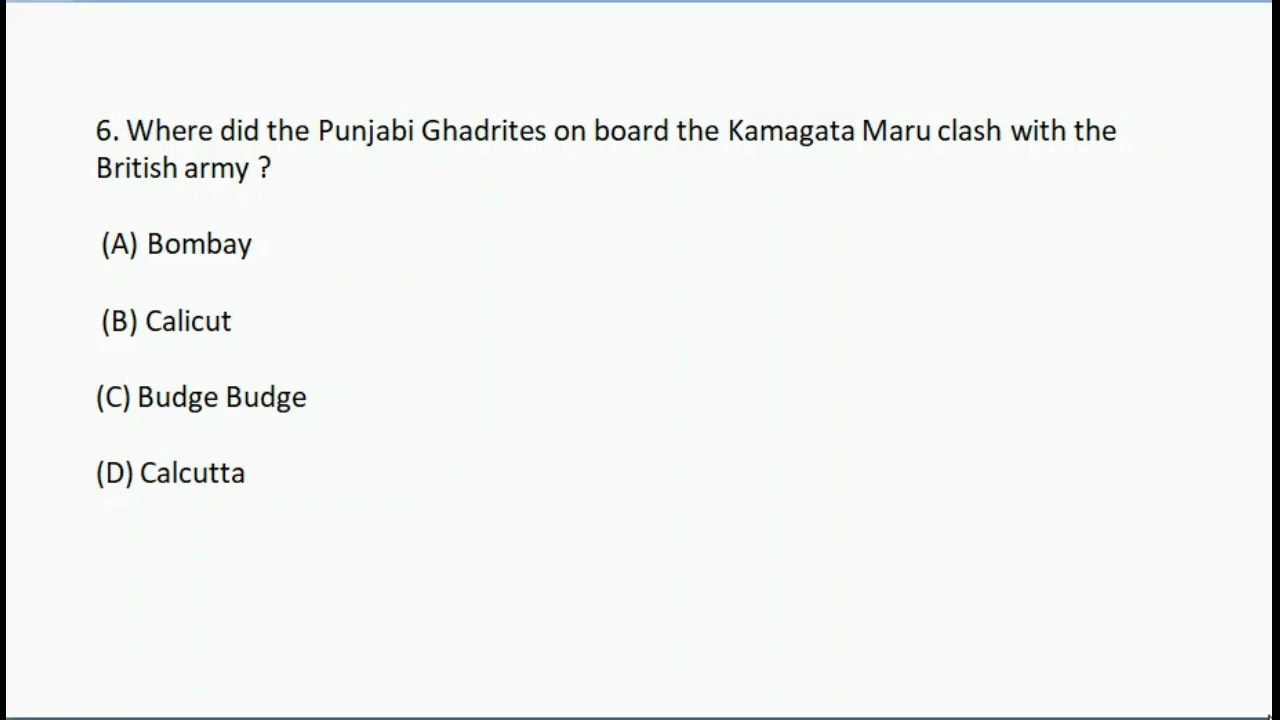 6. Where did the Punjabi Ghadrites on board the Kamagata Maru clash with the
British army ?
(A) Bombay
(B) Calicut
(C) Budge Budge
(D) Calcutta